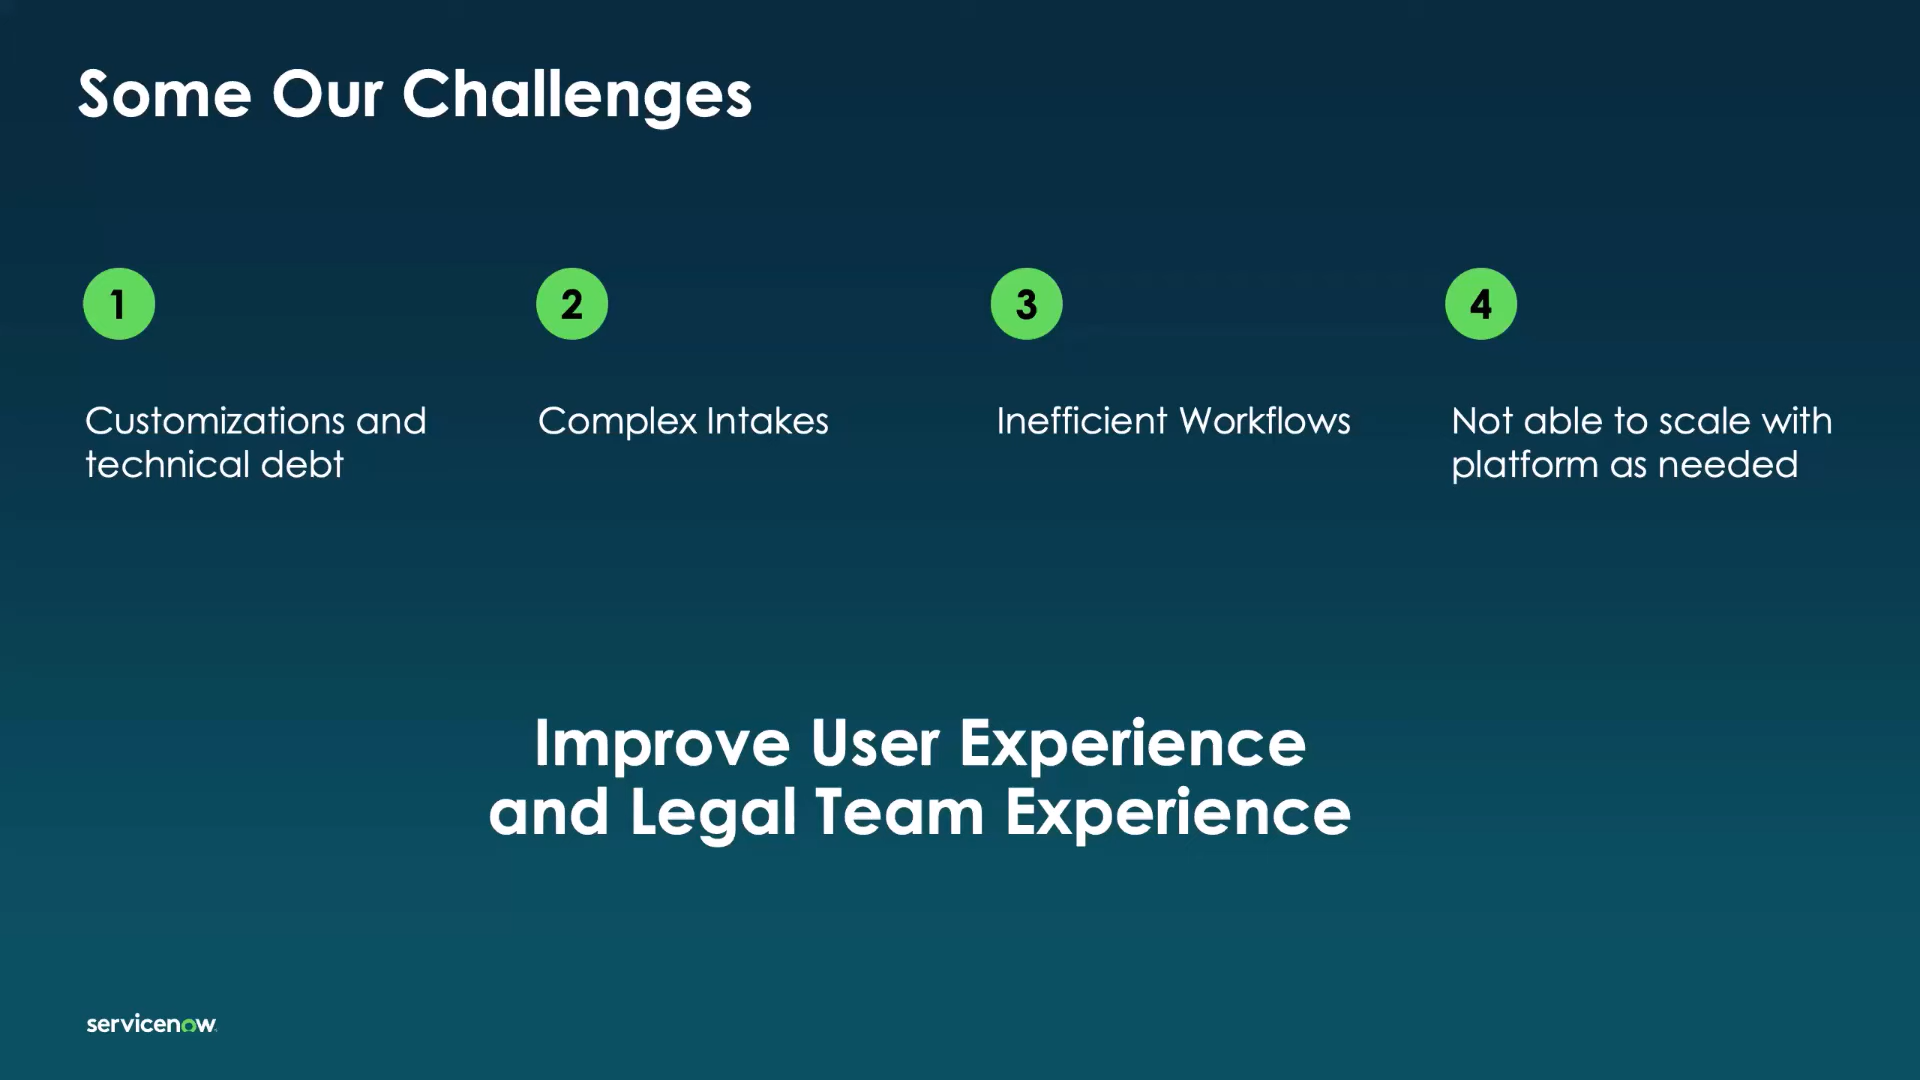 Some Our Challenges
1
2
3
4
Customizations and
technical debt
Complex Intakes
Inefficient Workflows
Not able to scale with
platform as needed
Improve User Experience
and Legal Team Experience
servicenow